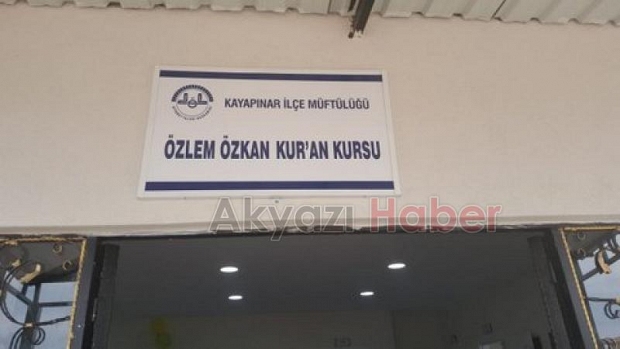 KAYAPINAR İLÇE MÜFTÜLÜĞÜ
ÖZLEM ÖZKAN KUR'AN KURSU
Akyazı Haber